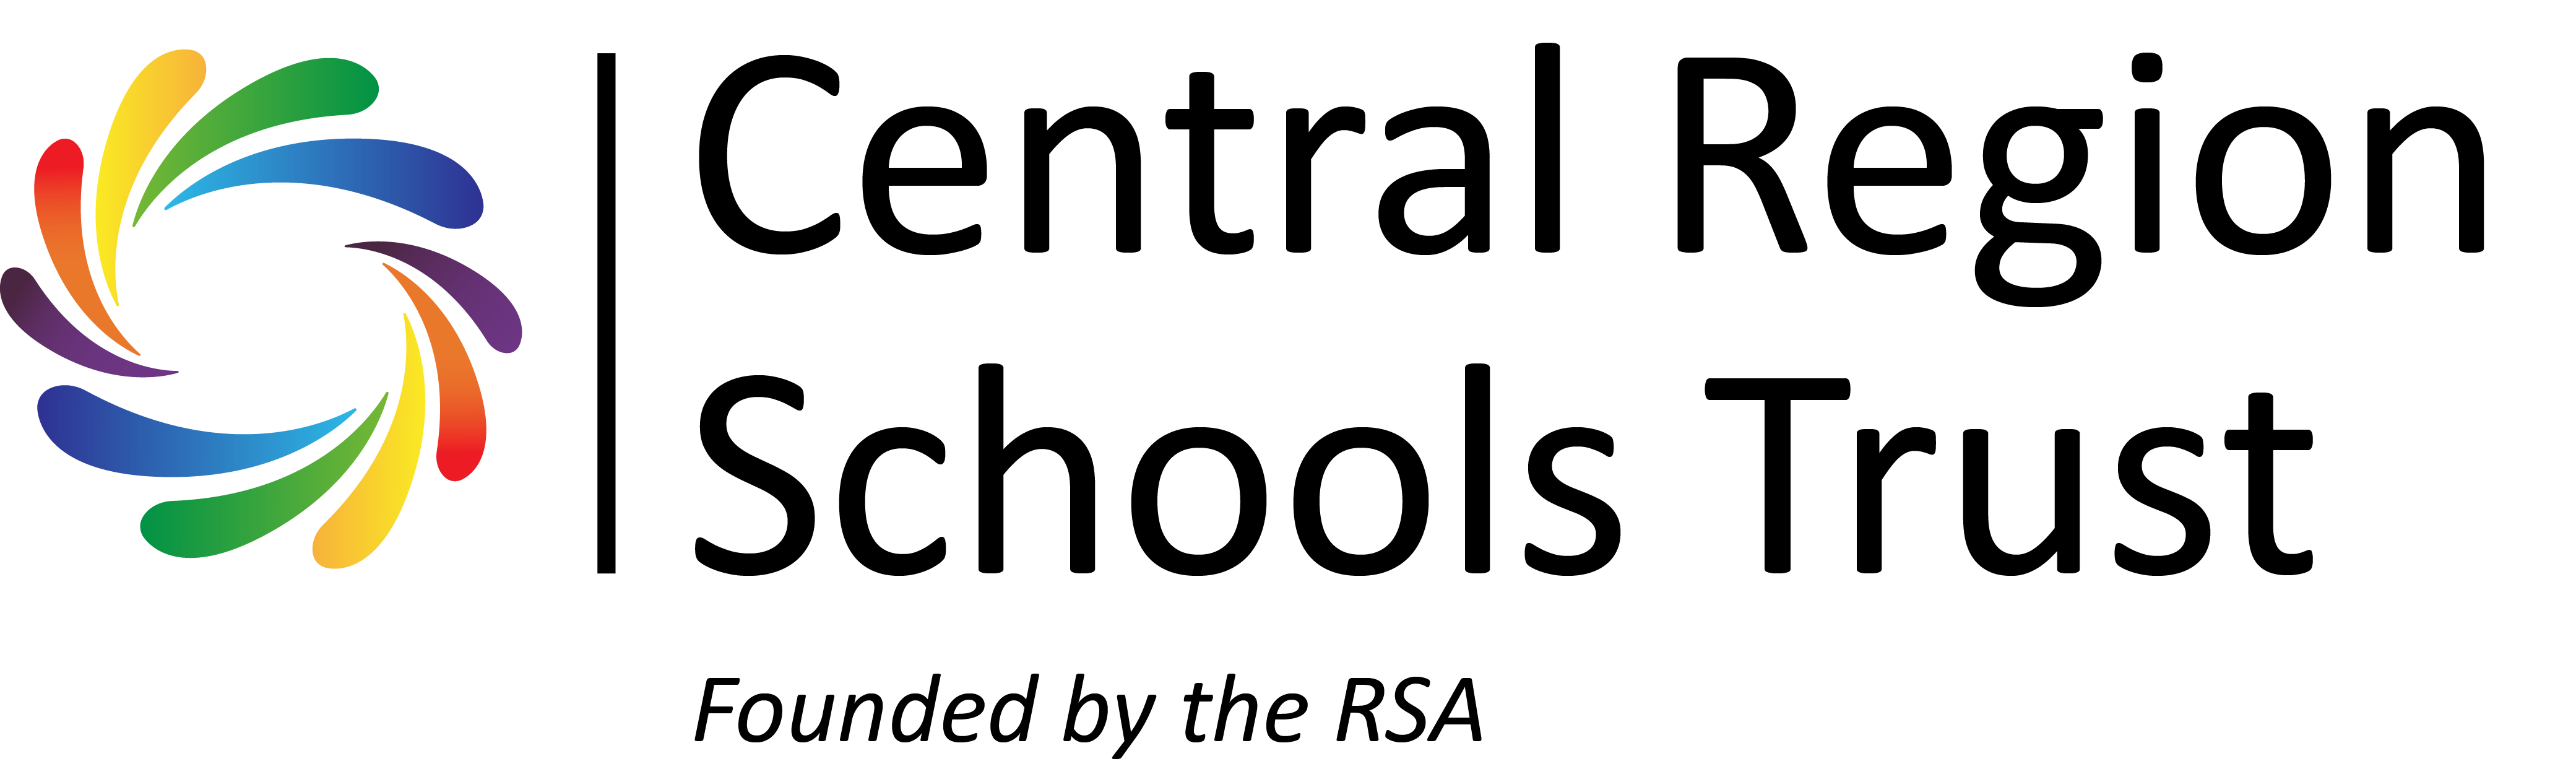 Central Region
Schools Trust
Founded by the RSA